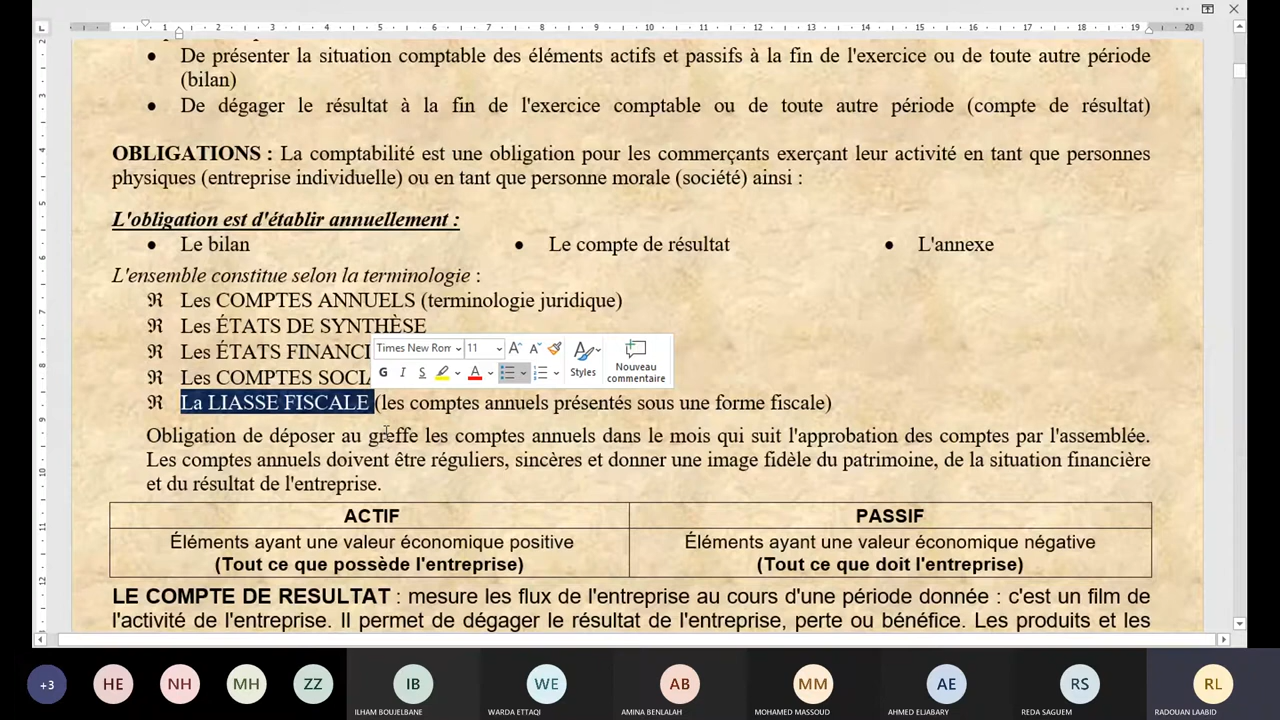 De présenter la situation comptable des éléments actifs et passifs à la fin de l'exercice ou de toute autre période
(bilan)
De dégager le résultat à la fin de l'exercice comptable ou de toute autre période (compte de résultat)
OBLIGATIONS : La comptabilité est une obligation pour les commerçants exerçant leur activité en tant que personnes
physiques (entreprise individuelle) ou en tant que personne morale (société) ainsi :
L'obligation est d'établir annuellement :
Le bilan
Le compte de résultat
L'annexe
L'ensemble constitue selon la terminologie :
Les COMPTES ANNUELS (terminologie juridique)
Les ÉTATS DE SYNTHÈSE
Les ÉTATS FINANCI
Les COMPTES SOCIA
Times New Ron 11
G I S A Styles Nouveau
commentaire
La LIASSE FISCALE (les comptes annuels présentés sous une forme fiscale)
Obligation de déposer au greffe les comptes annuels dans le mois qui suit l'approbation des comptes par l'assemblée.
Les comptes annuels doivent être réguliers, sincères et donner une image fidèle du patrimoine, de la situation financière
et du résultat de l'entreprise.
ACTIF PASSIF
Éléments ayant une valeur économique positive
(Tout ce que possède l'entreprise)
Éléments ayant une valeur économique négative
(Tout ce que doit l'entreprise)
LE COMPTE DE RESULTAT : mesure les flux de l'entreprise au cours d'une période donnée : c'est un film de
l'activité de l'entreprise. Il permet de dégager le résultat de l'entreprise, perte ou bénéfice. Les produits et les
+3 HE NH MH ZZ IB WE AB MM AE RS RL
ILHAM BOUJELBANE WARDA ETTAQI AMINA BENLALAH MOHAMED MASSOUD AHMED ELJABARY REDA SAGUEM RADOUAN LAABID